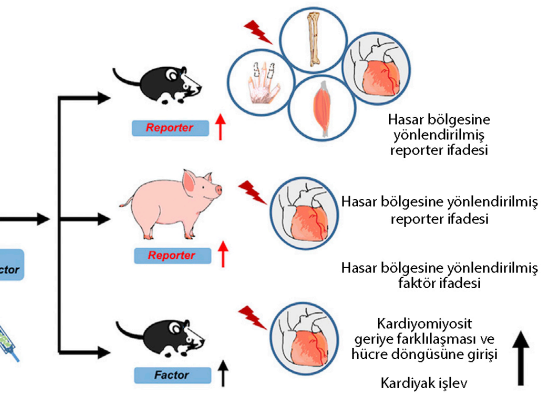 Reporter
Hasar bölgesine
yönlendirilmiş
reporter ifadesi
Reporter
Hasar bölgesine yönlendirilmiş
reporter ifadesi
Hasar bölgesine yönlendirilmiş
faktör ifadesi
ctor
Factor
Kardiyomiyosit
geriye farklılaşması ve
hücre döngüsüne girişi
Kardiyak işlev